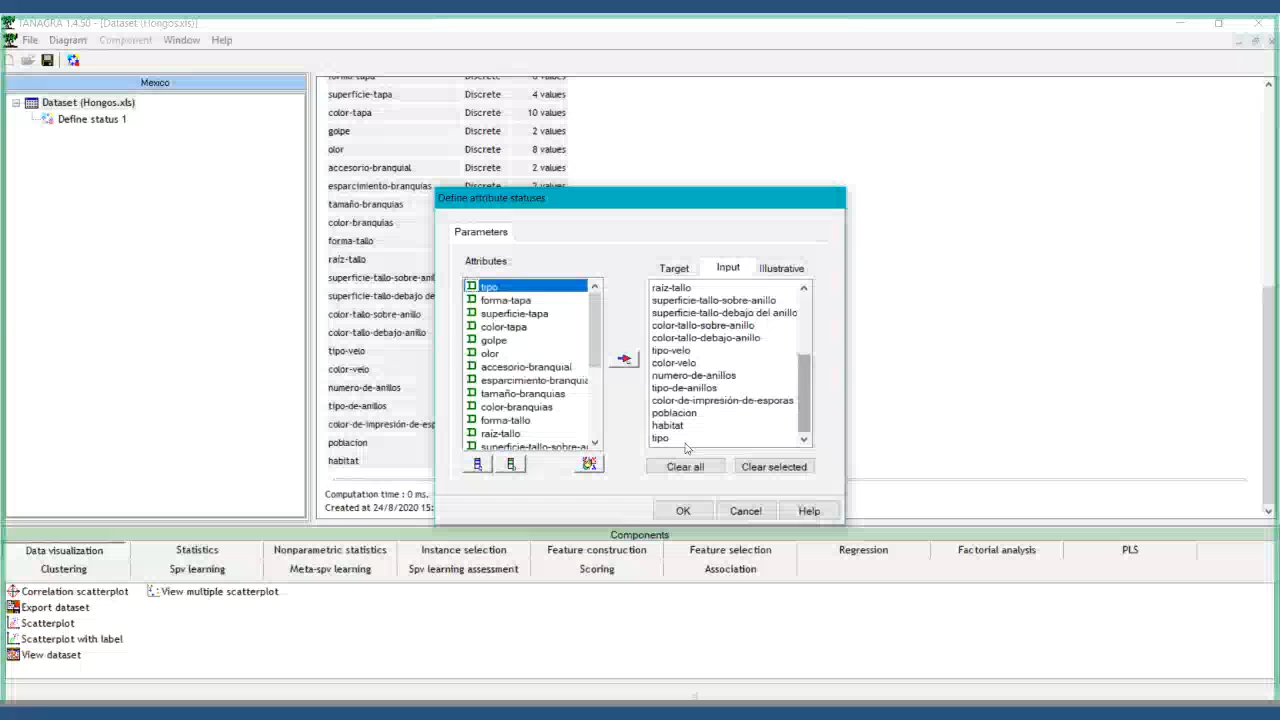 TANAGRA 1.4.50 - [Dataset (Hongos.xls)]
File Diagram Component Window Help
Mexico
Dataset (Hongos.xls)
Define status 1
forma-tapa Discrete 6 values
superficie-tapa Discrete 4 values
color-tapa Discrete 10 values
golpe Discrete 2 values
olor Discrete 8 values
accesorio-branquial Discrete 2 values
esparcimiento-branquias Discrete 2 values
tamaño-branquias
color-branquias
forma-tallo
raíz-tallo
superficie-tallo-sobre-anil
superficie-tallo-debajo de
color-tallo-sobre-anillo
color-tallo-debajo-anillo
tipo-velo
color-velo
numero-de-anillos
tipo-de-anillos
color-de-impresión-de-esp
poblacion
habitat
Computation time : 0 ms.
Created at 24/8/2020 15:
Define attribute statuses
Parameters
Attributes :
tipo
forma-tapa
superficie-tapa
color-tapa
golpe
olor
accesorio-branquial
esparcimiento-branquia
tamaño-branquias
color-branquias
forma-tallo
raíz-tallo
superficie-tallo-sobre-a
Target Input Illustrative
raíz-tallo
superficie-tallo-sobre-anillo
superficie-tallo-debajo del anillo
color-tallo-sobre-anillo
color-tallo-debajo-anillo
tipo-velo
color-velo
numero-de-anillos
tipo-de-anillos
color-de-impresión-de-esporas
poblacion
habitat
tipo
Clear all Clear selected
OK Cancel Help
Components
Data visualization Statistics Nonparametric statistics Instance selection Feature construction Feature selection Regression Factorial analysis PLS
Clustering Spv learning Meta-spv learning Spv learning assessment Scoring Association
Correlation scatterplot View multiple scatterplot
Export dataset
Scatterplot
Scatterplot with label
View dataset